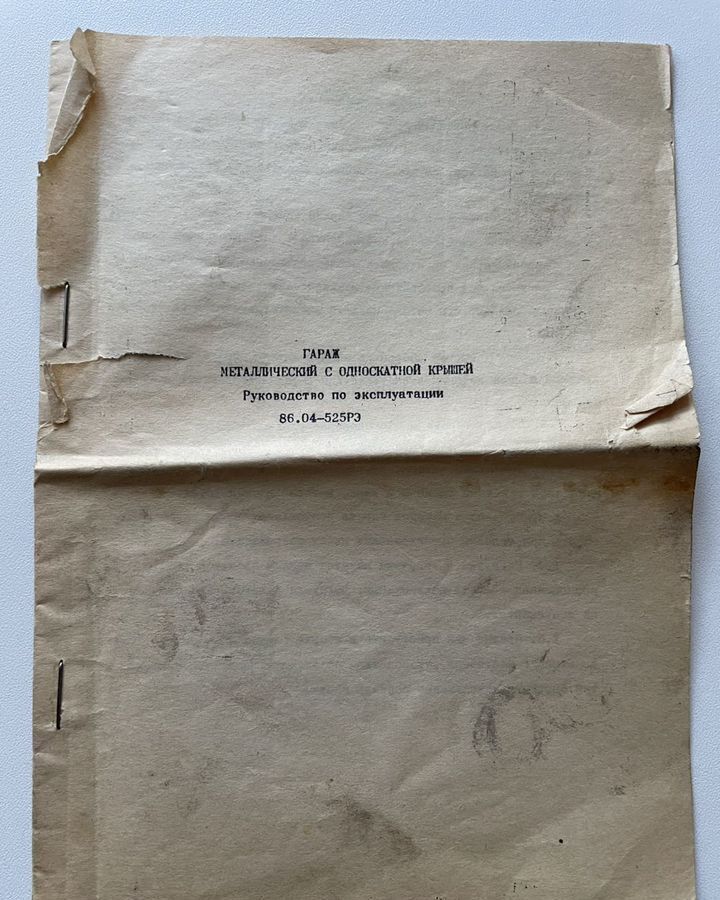 ГАРАЖ
МЕТАЛЛИЧЕСКИЙ С ОДНОСКАТНОЙ КРЫШЕЙ
Руководство по эксплуатации
86.04-525РЭ